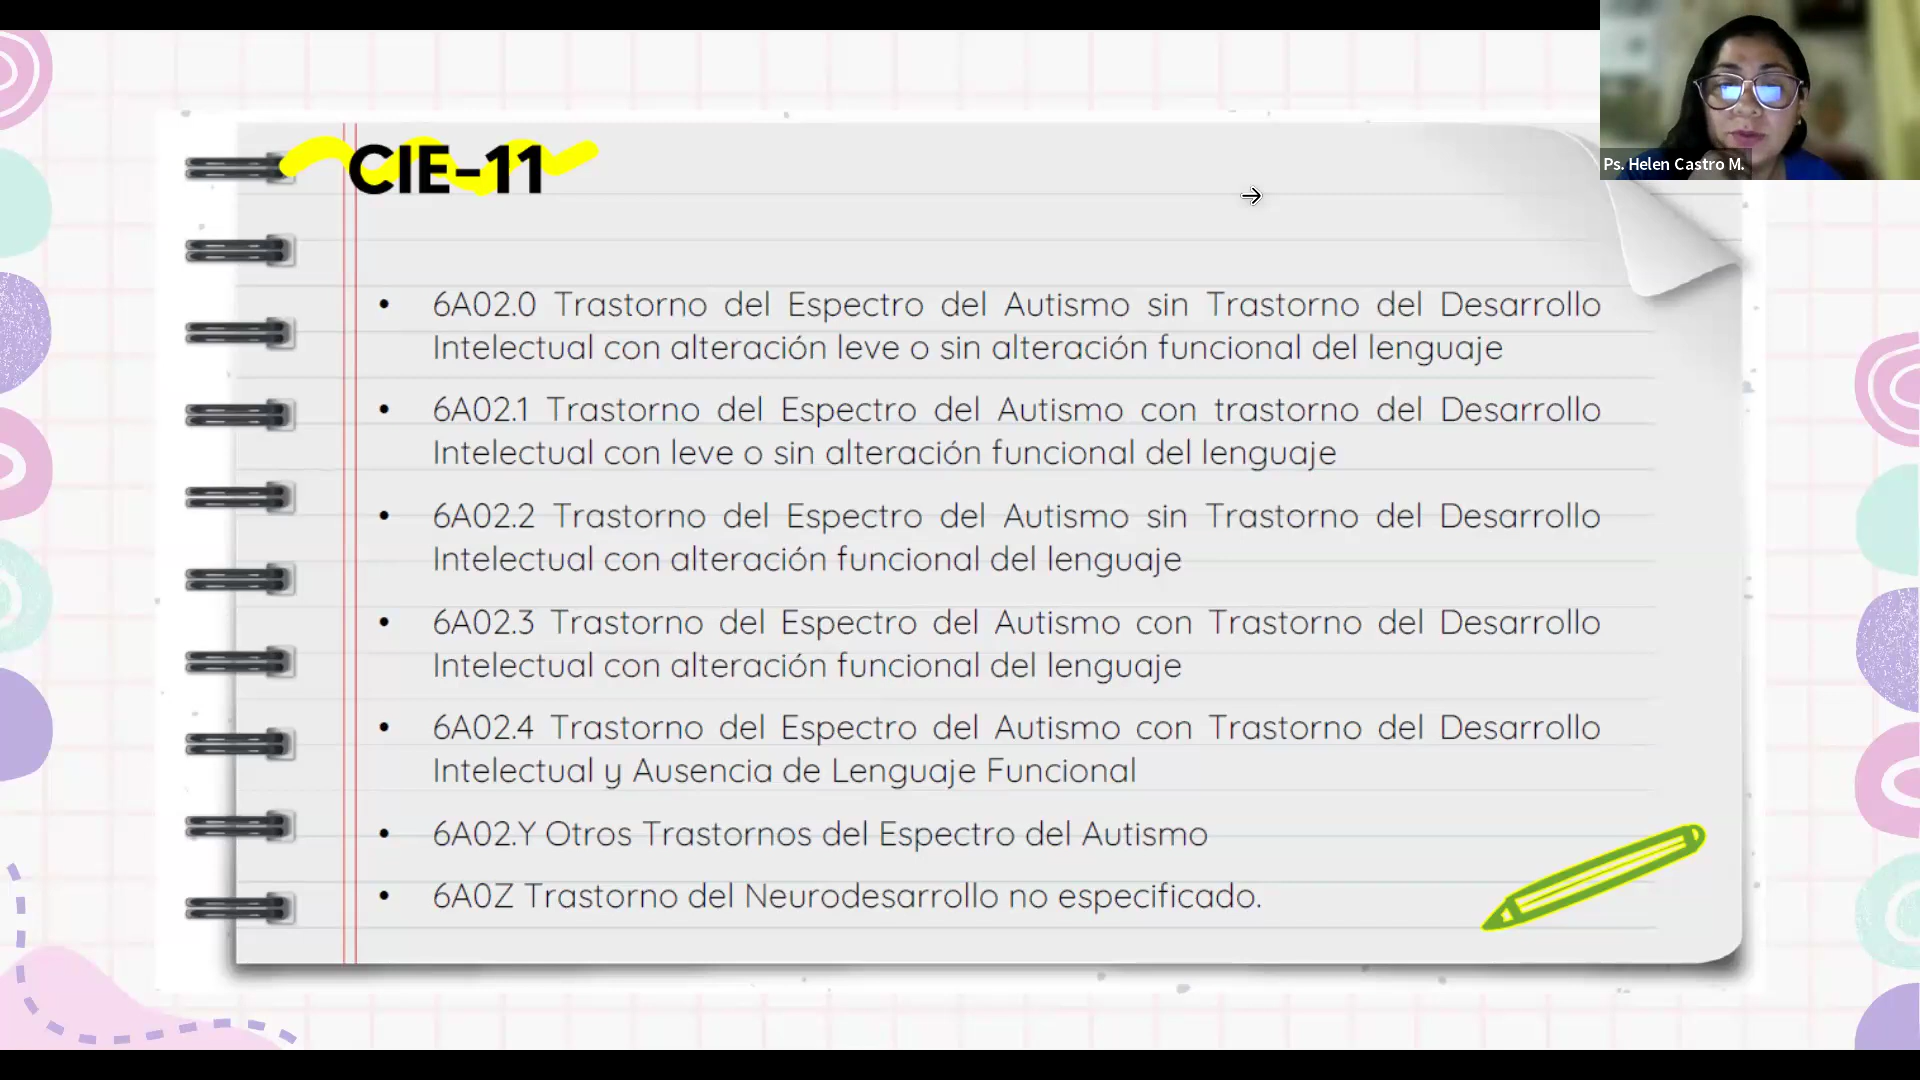 Ps. Helen Castro M.
CIE-11
• 6A02.0 Trastorno del Espectro del Autismo sin Trastorno del Desarrollo
Intelectual con alteración leve o sin alteración funcional del lenguaje
• 6A02.1 Trastorno del Espectro del Autismo con trastorno del Desarrollo
Intelectual con leve o sin alteración funcional del lenguaje
• 6A02.2 Trastorno del Espectro del Autismo sin Trastorno del Desarrollo
Intelectual con alteración funcional del lenguaje
• 6A02.3 Trastorno del Espectro del Autismo con Trastorno del Desarrollo
Intelectual con alteración funcional del lenguaje
• 6A02.4 Trastorno del Espectro del Autismo con Trastorno del Desarrollo
Intelectual y Ausencia de Lenguaje Funcional
• 6A02.Y Otros Trastornos del Espectro del Autismo
• 6A0Z Trastorno del Neurodesarrollo no especificado.